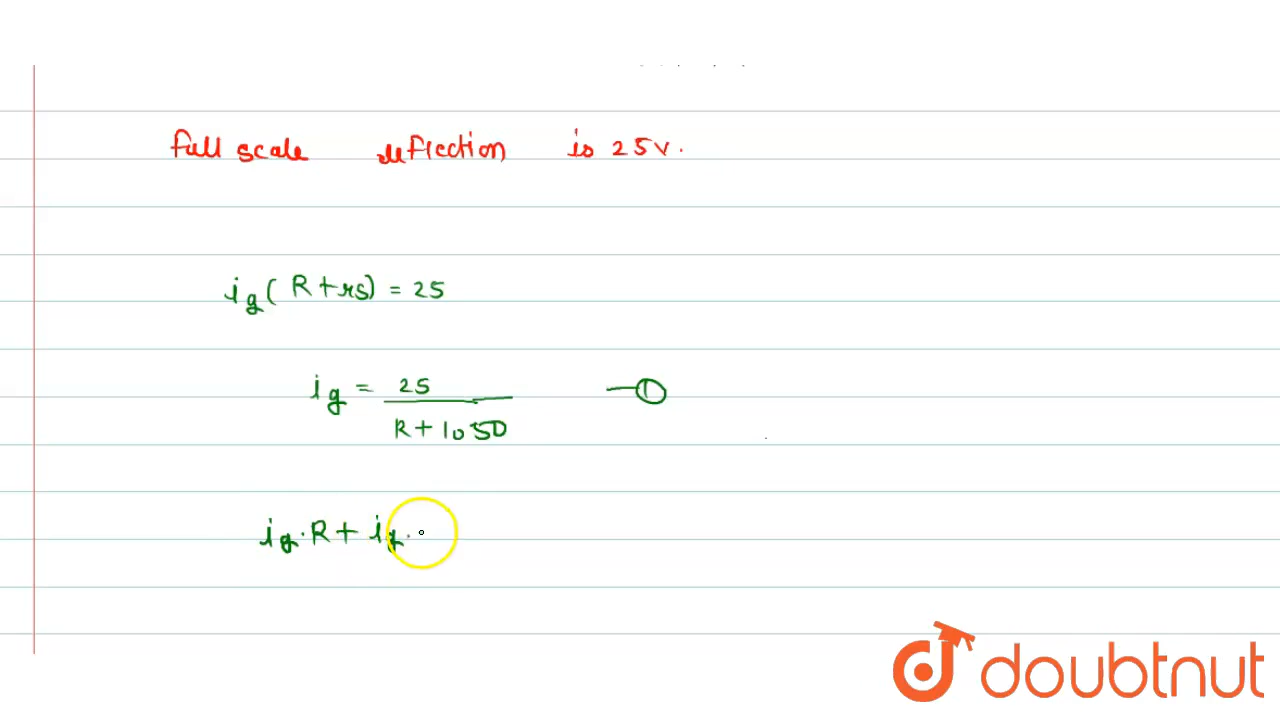 full scale deflection is 25v.
ig(R+rs) = 25
ig = 25 / R+1050 —①
ig.R + ig.
doubtnut